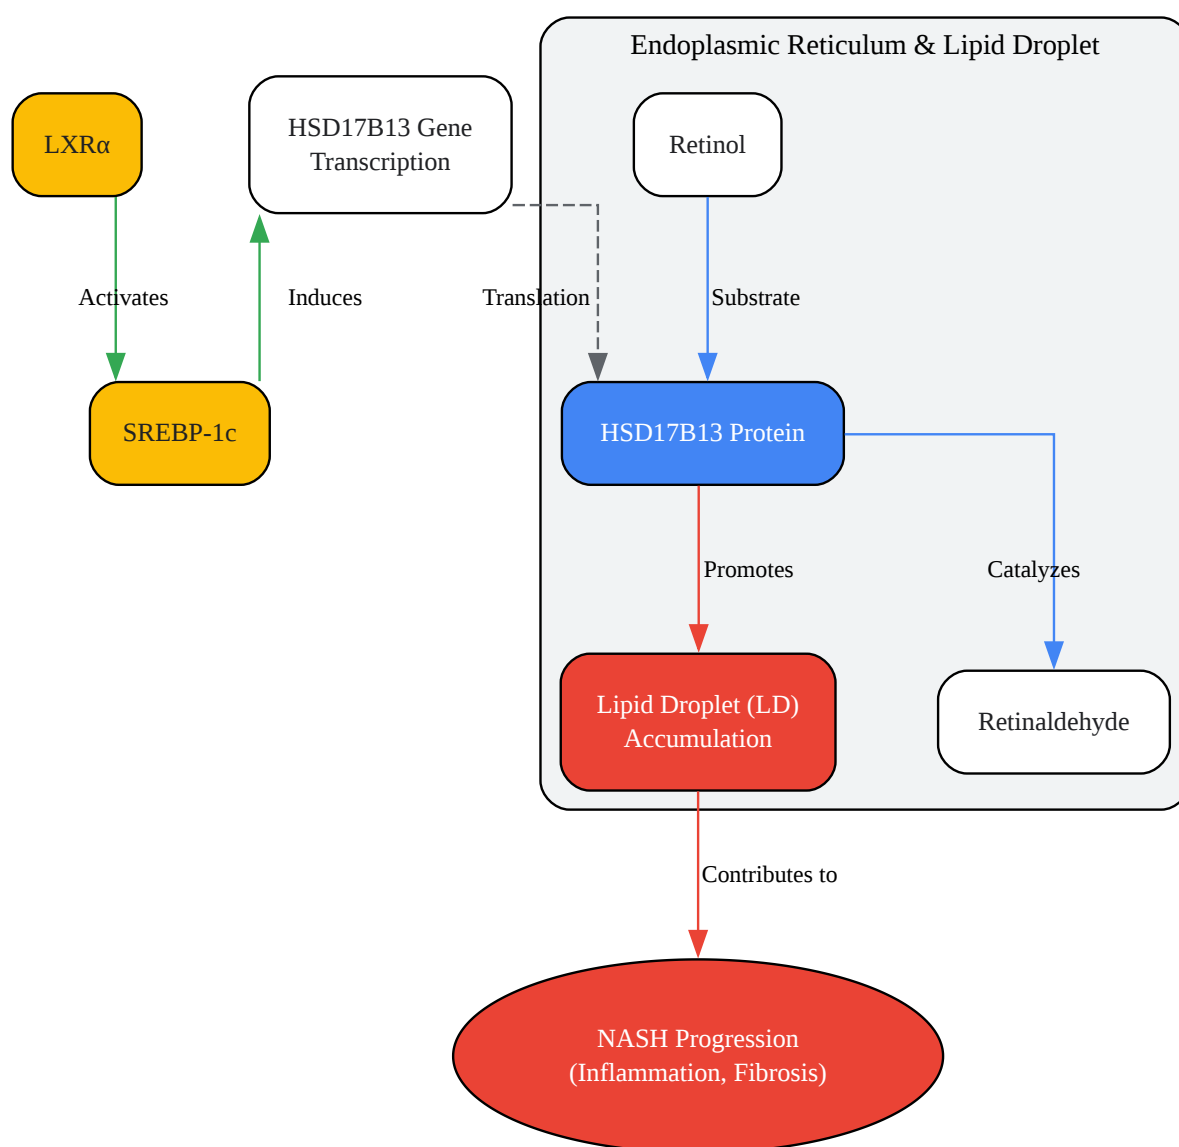 Endoplasmic Reticulum & Lipid Droplet
LXRα
HSD17B13 Gene
Transcription
Retinol
Activates
Induces
Translation
Substrate
SREBP-1c
HSD17B13 Protein
Promotes
Catalyzes
Lipid Droplet (LD)
Accumulation
Retinaldehyde
Contributes to
NASH Progression
(Inflammation, Fibrosis)